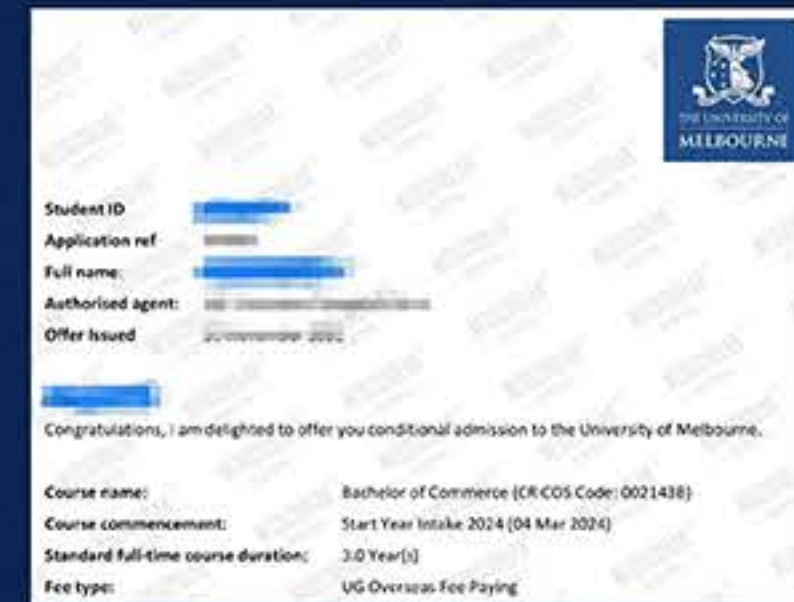 THE UNIVERSITY OF
MELBOURNE
Student ID
Application ref
Full name:
Authorised agent:
Offer Issued
Congratulations, I am delighted to offer you conditional admission to the University of Melbourne.
Course name: Bachelor of Commerce (CRICOS Code: 002143B)
Course commencement: Start Year Intake 2024 (04 Mar 2024)
Standard full-time course duration: 3.0 Year(s)
Fee type: UG Overseas Fee Paying